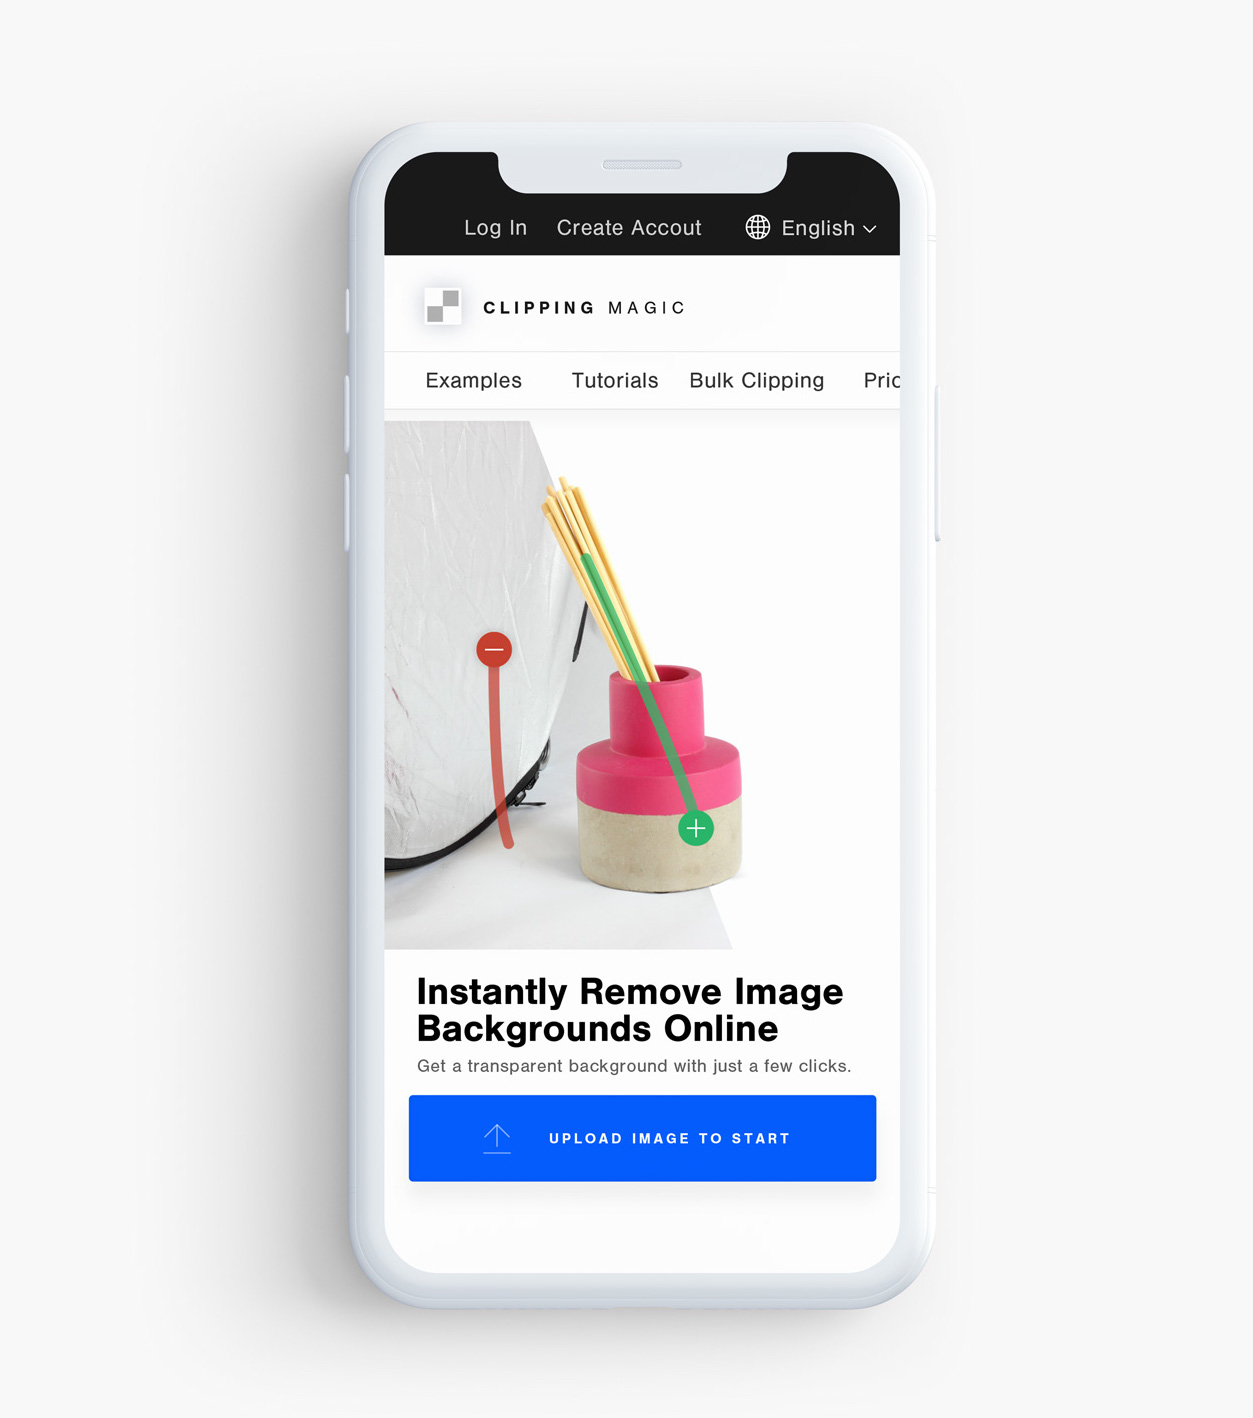 Log In Create Accout English
CLIPPING MAGIC
Examples Tutorials Bulk Clipping Pric
Instantly Remove Image
Backgrounds Online
Get a transparent background with just a few clicks.
UPLOAD IMAGE TO START